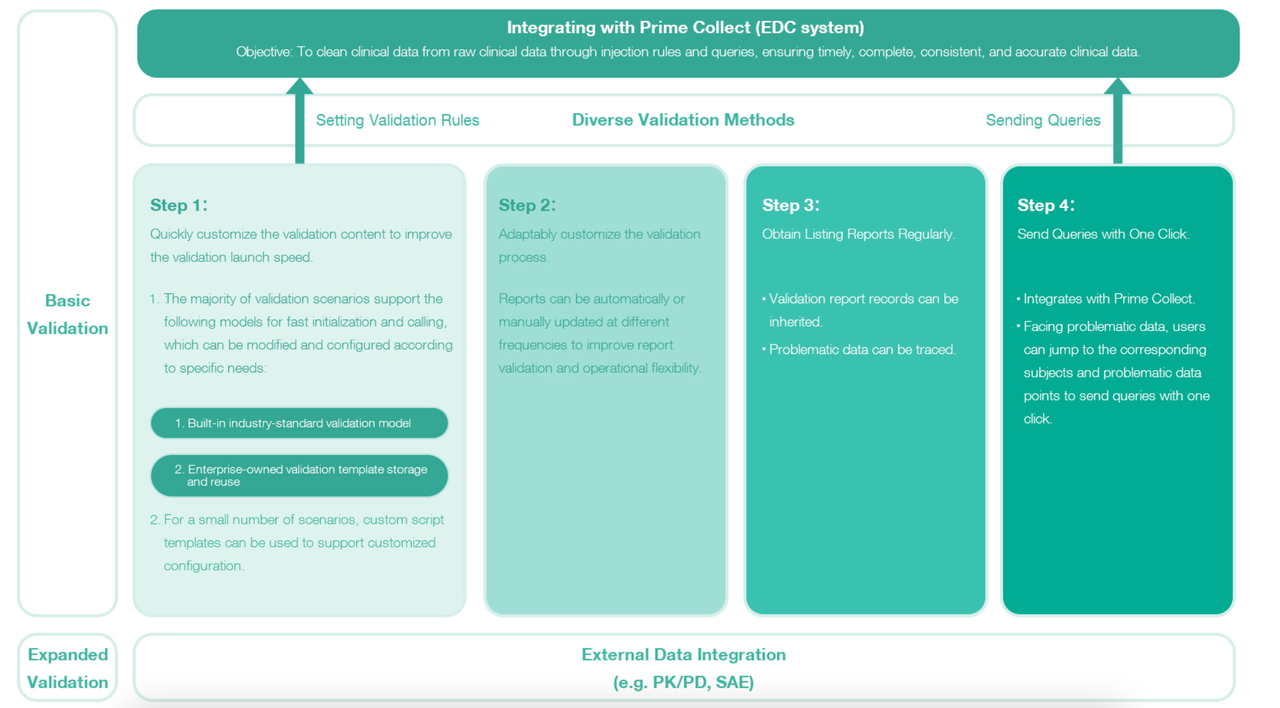 Integrating with Prime Collect (EDC system)
Objective: To clean clinical data from raw clinical data through injection rules and queries, ensuring timely, complete, consistent, and accurate clinical data.
Setting Validation Rules
Diverse Validation Methods
Sending Queries
Basic
Validation
Step 1:
Quickly customize the validation content to improve
the validation launch speed.
1. The majority of validation scenarios support the
following models for fast initialization and calling,
which can be modified and configured according
to specific needs:
1. Built-in industry-standard validation model
2. Enterprise-owned validation template storage
and reuse
2. For a small number of scenarios, custom script
templates can be used to support customized
configuration.
Step 2:
Adaptably customize the validation
process.
Reports can be automatically or
manually updated at different
frequencies to improve report
validation and operational flexibility.
Step 3:
Obtain Listing Reports Regularly.
• Validation report records can be
inherited.
• Problematic data can be traced.
Step 4:
Send Queries with One Click.
• Integrates with Prime Collect.
• Facing problematic data, users
can jump to the corresponding
subjects and problematic data
points to send queries with one
click.
Expanded
Validation
External Data Integration
(e.g. PK/PD, SAE)